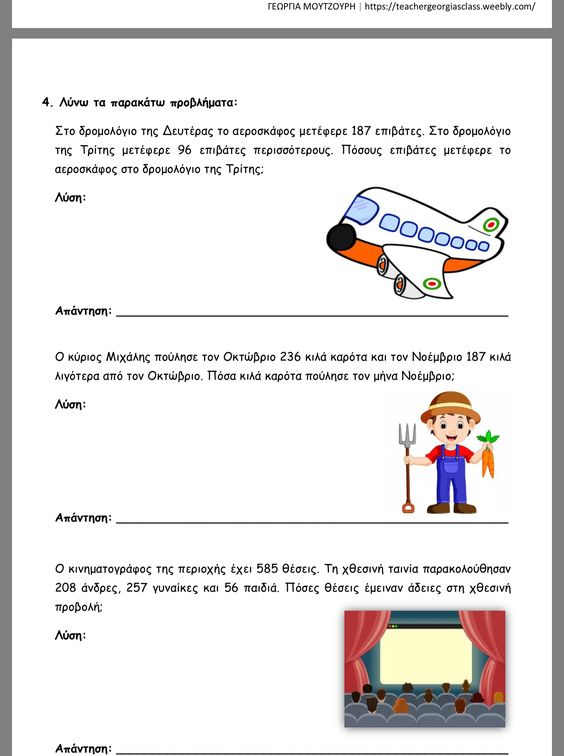 ΓΕΩΡΓΙΑ ΜΟΥΤΖΟΥΡΗ | https://teachergeorgiasclass.weebly.com/
4. Λύνω τα παρακάτω προβλήματα:
Στο δρομολόγιο της Δευτέρας το αεροσκάφος μετέφερε 187 επιβάτες. Στο δρομολόγιο
της Τρίτης μετέφερε 96 επιβάτες περισσότερους. Πόσους επιβάτες μετέφερε το
αεροσκάφος στο δρομολόγιο της Τρίτης;
Λύση:
Απάντηση:
Ο κύριος Μιχάλης πούλησε τον Οκτώβριο 236 κιλά καρότα και τον Νοέμβριο 187 κιλά
λιγότερα από τον Οκτώβριο. Πόσα κιλά καρότα πούλησε τον μήνα Νοέμβριο;
Λύση:
Απάντηση:
Ο κινηματογράφος της περιοχής έχει 585 θέσεις. Τη χθεσινή ταινία παρακολούθησαν
208 άνδρες, 257 γυναίκες και 56 παιδιά. Πόσες θέσεις έμειναν άδειες στη χθεσινή
προβολή;
Λύση:
Απάντηση: